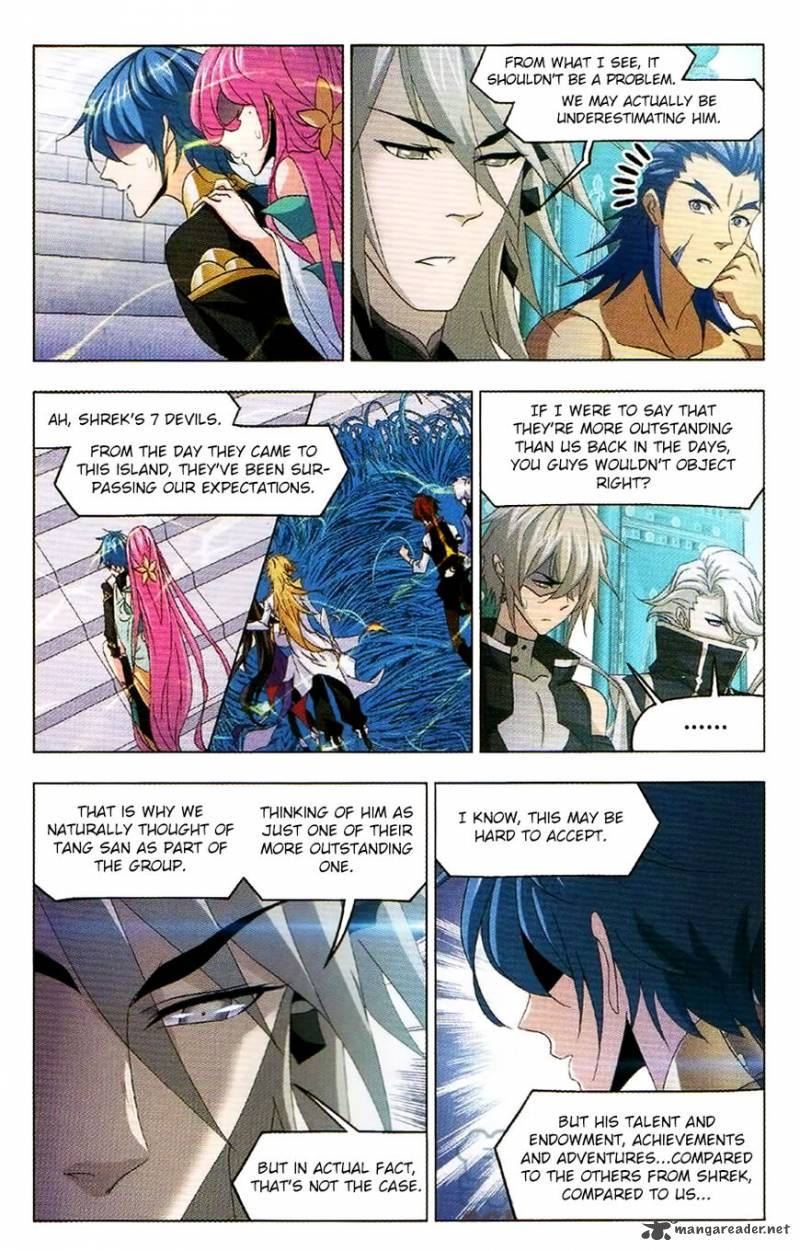 FROM WHAT I SEE, IT
SHOULDN'T BE A PROBLEM.
WE MAY ACTUALLY BE
UNDERESTIMATING HIM.
AH, SHREK'S 7 DEVILS.
FROM THE DAY THEY CAME TO
THIS ISLAND, THEY'VE BEEN SUR-
PASSING OUR EXPECTATIONS.
IF I WERE TO SAY THAT
THEY'RE MORE OUTSTANDING
THAN US BACK IN THE DAYS,
YOU GUYS WOULDN'T OBJECT
RIGHT?
......
THAT IS WHY WE
NATURALLY THOUGHT OF
TANG SAN AS PART OF
THE GROUP.
THINKING OF HIM AS
JUST ONE OF THEIR
MORE OUTSTANDING
ONE.
BUT IN ACTUAL FACT,
THAT'S NOT THE CASE.
I KNOW, THIS MAY BE
HARD TO ACCEPT.
BUT HIS TALENT AND
ENDOWMENT, ACHIEVEMENTS
AND ADVENTURES...COMPARED
TO THE OTHERS FROM SHREK,
COMPARED TO US...
mangareader.net